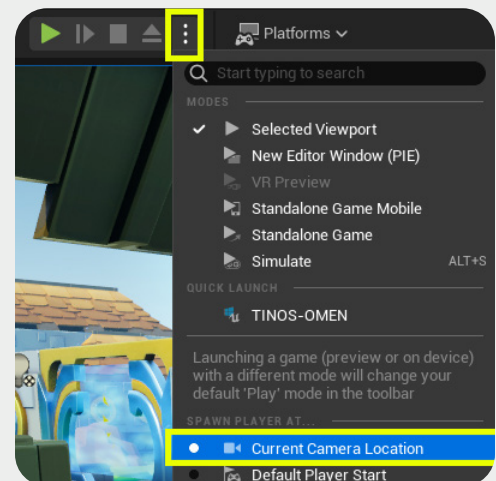 Platforms
Start typing to search
MODES
Selected Viewport
New Editor Window (PIE)
VR Preview
Standalone Game Mobile
Standalone Game
Simulate ALT+S
QUICK LAUNCH
TINOS-OMEN
Launching a game (preview or on device)
with a different mode will change your
default 'Play' mode in the toolbar
SPAWN PLAYER AT...
Current Camera Location
Default Player Start